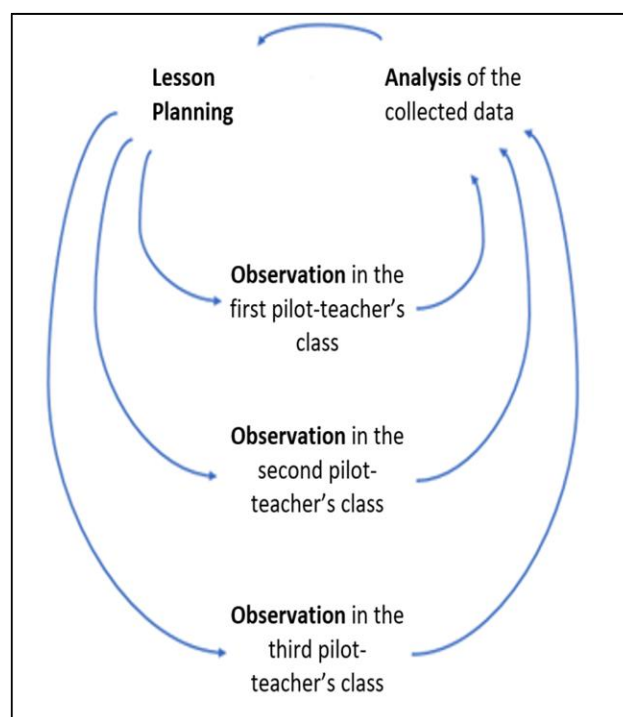 Lesson
Planning
Analysis of the
collected data
Observation in the
first pilot-teacher's
class
Observation in the
second pilot-
teacher's class
Observation in the
third pilot-
teacher's class